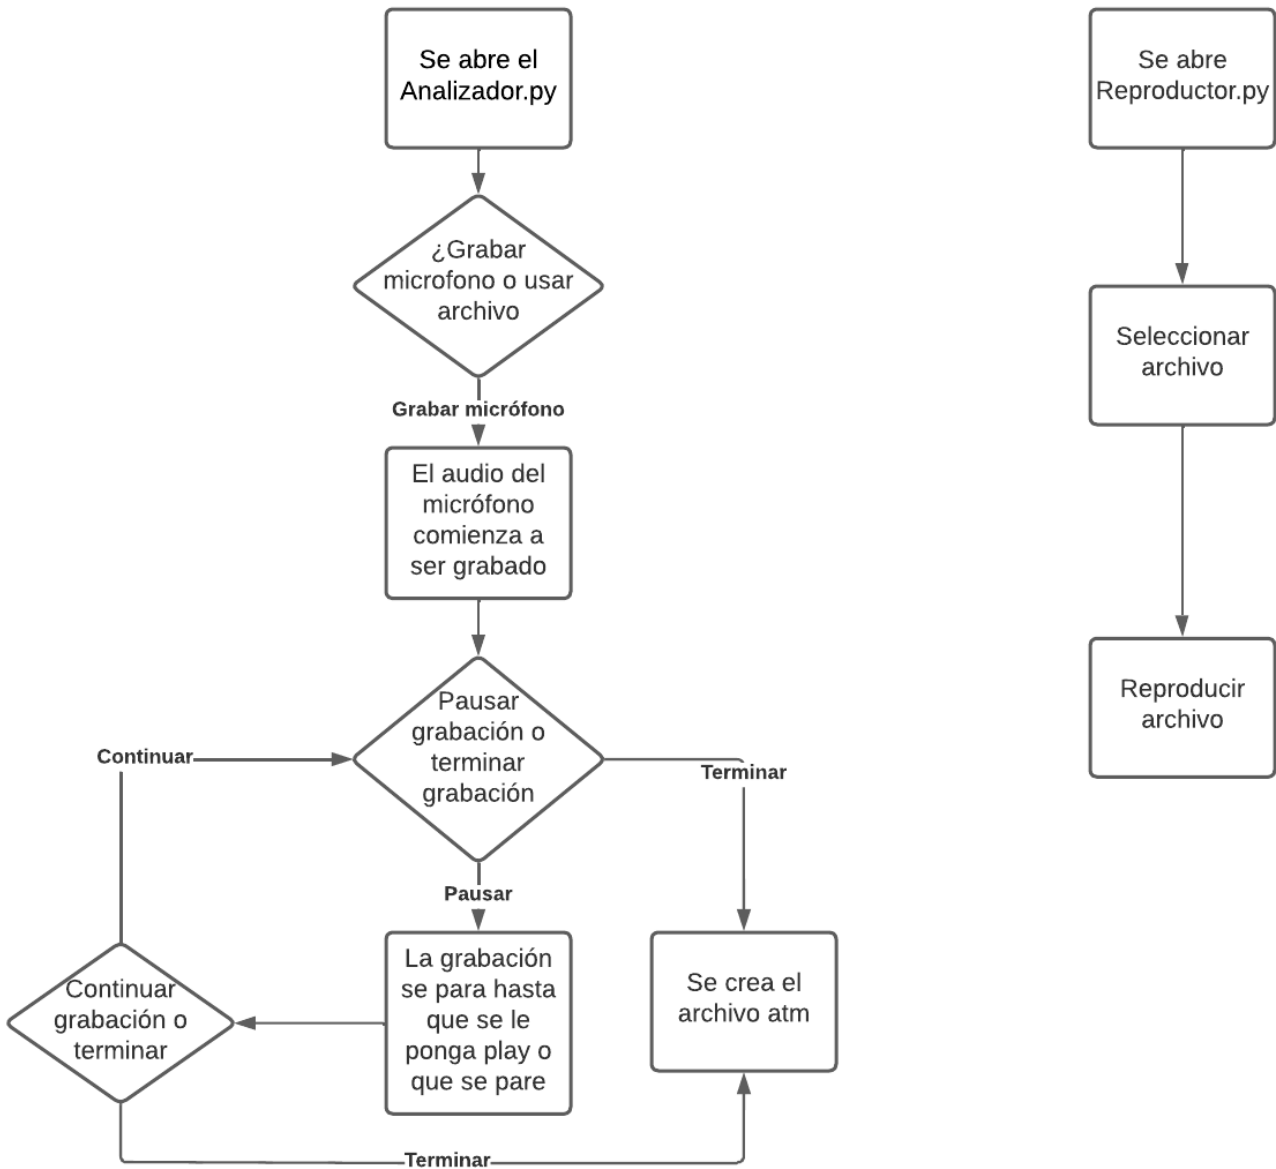 Se abre el
Analizador.py
¿Grabar
microfono o usar
archivo
Grabar micrófono
El audio del
micrófono
comienza a
ser grabado
Pausar
grabación o
terminar
grabación
Continuar
Terminar
Pausar
La grabación
se para hasta
que se le
ponga play o
que se pare
Continuar
grabación o
terminar
Se crea el
archivo atm
Terminar
Se abre
Reproductor.py
Seleccionar
archivo
Reproducir
archivo